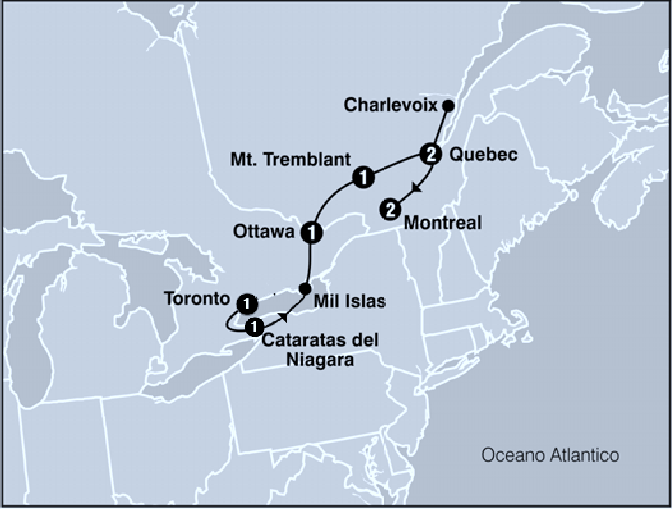 Charlevoix
2 Quebec
Mt. Tremblant 1
2
Montreal
Ottawa 1
Toronto 1
Mil Islas
1
Cataratas del
Niagara
Oceano Atlantico